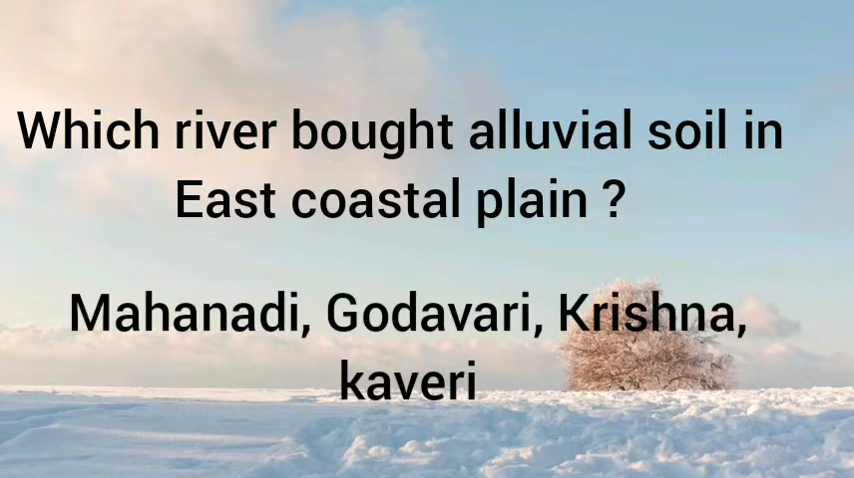 Which river bought alluvial soil in
East coastal plain ?
Mahanadi, Godavari, Krishna,
kaveri